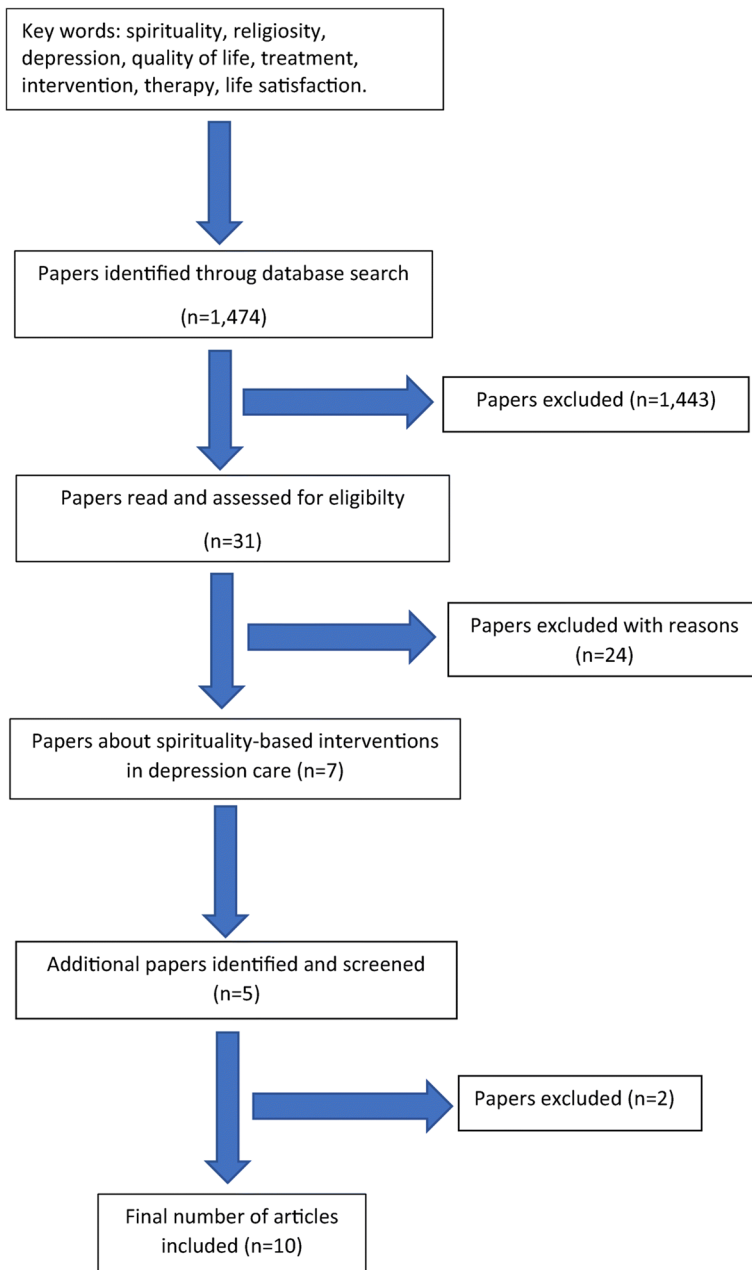 Key words: spirituality, religiosity,
depression, quality of life, treatment,
intervention, therapy, life satisfaction.
Papers identified throug database search
(n=1,474)
Papers excluded (n=1,443)
Papers read and assessed for eligibilty
(n=31)
Papers excluded with reasons
(n=24)
Papers about spirituality-based interventions
in depression care (n=7)
Additional papers identified and screened
(n=5)
Papers excluded (n=2)
Final number of articles
included (n=10)